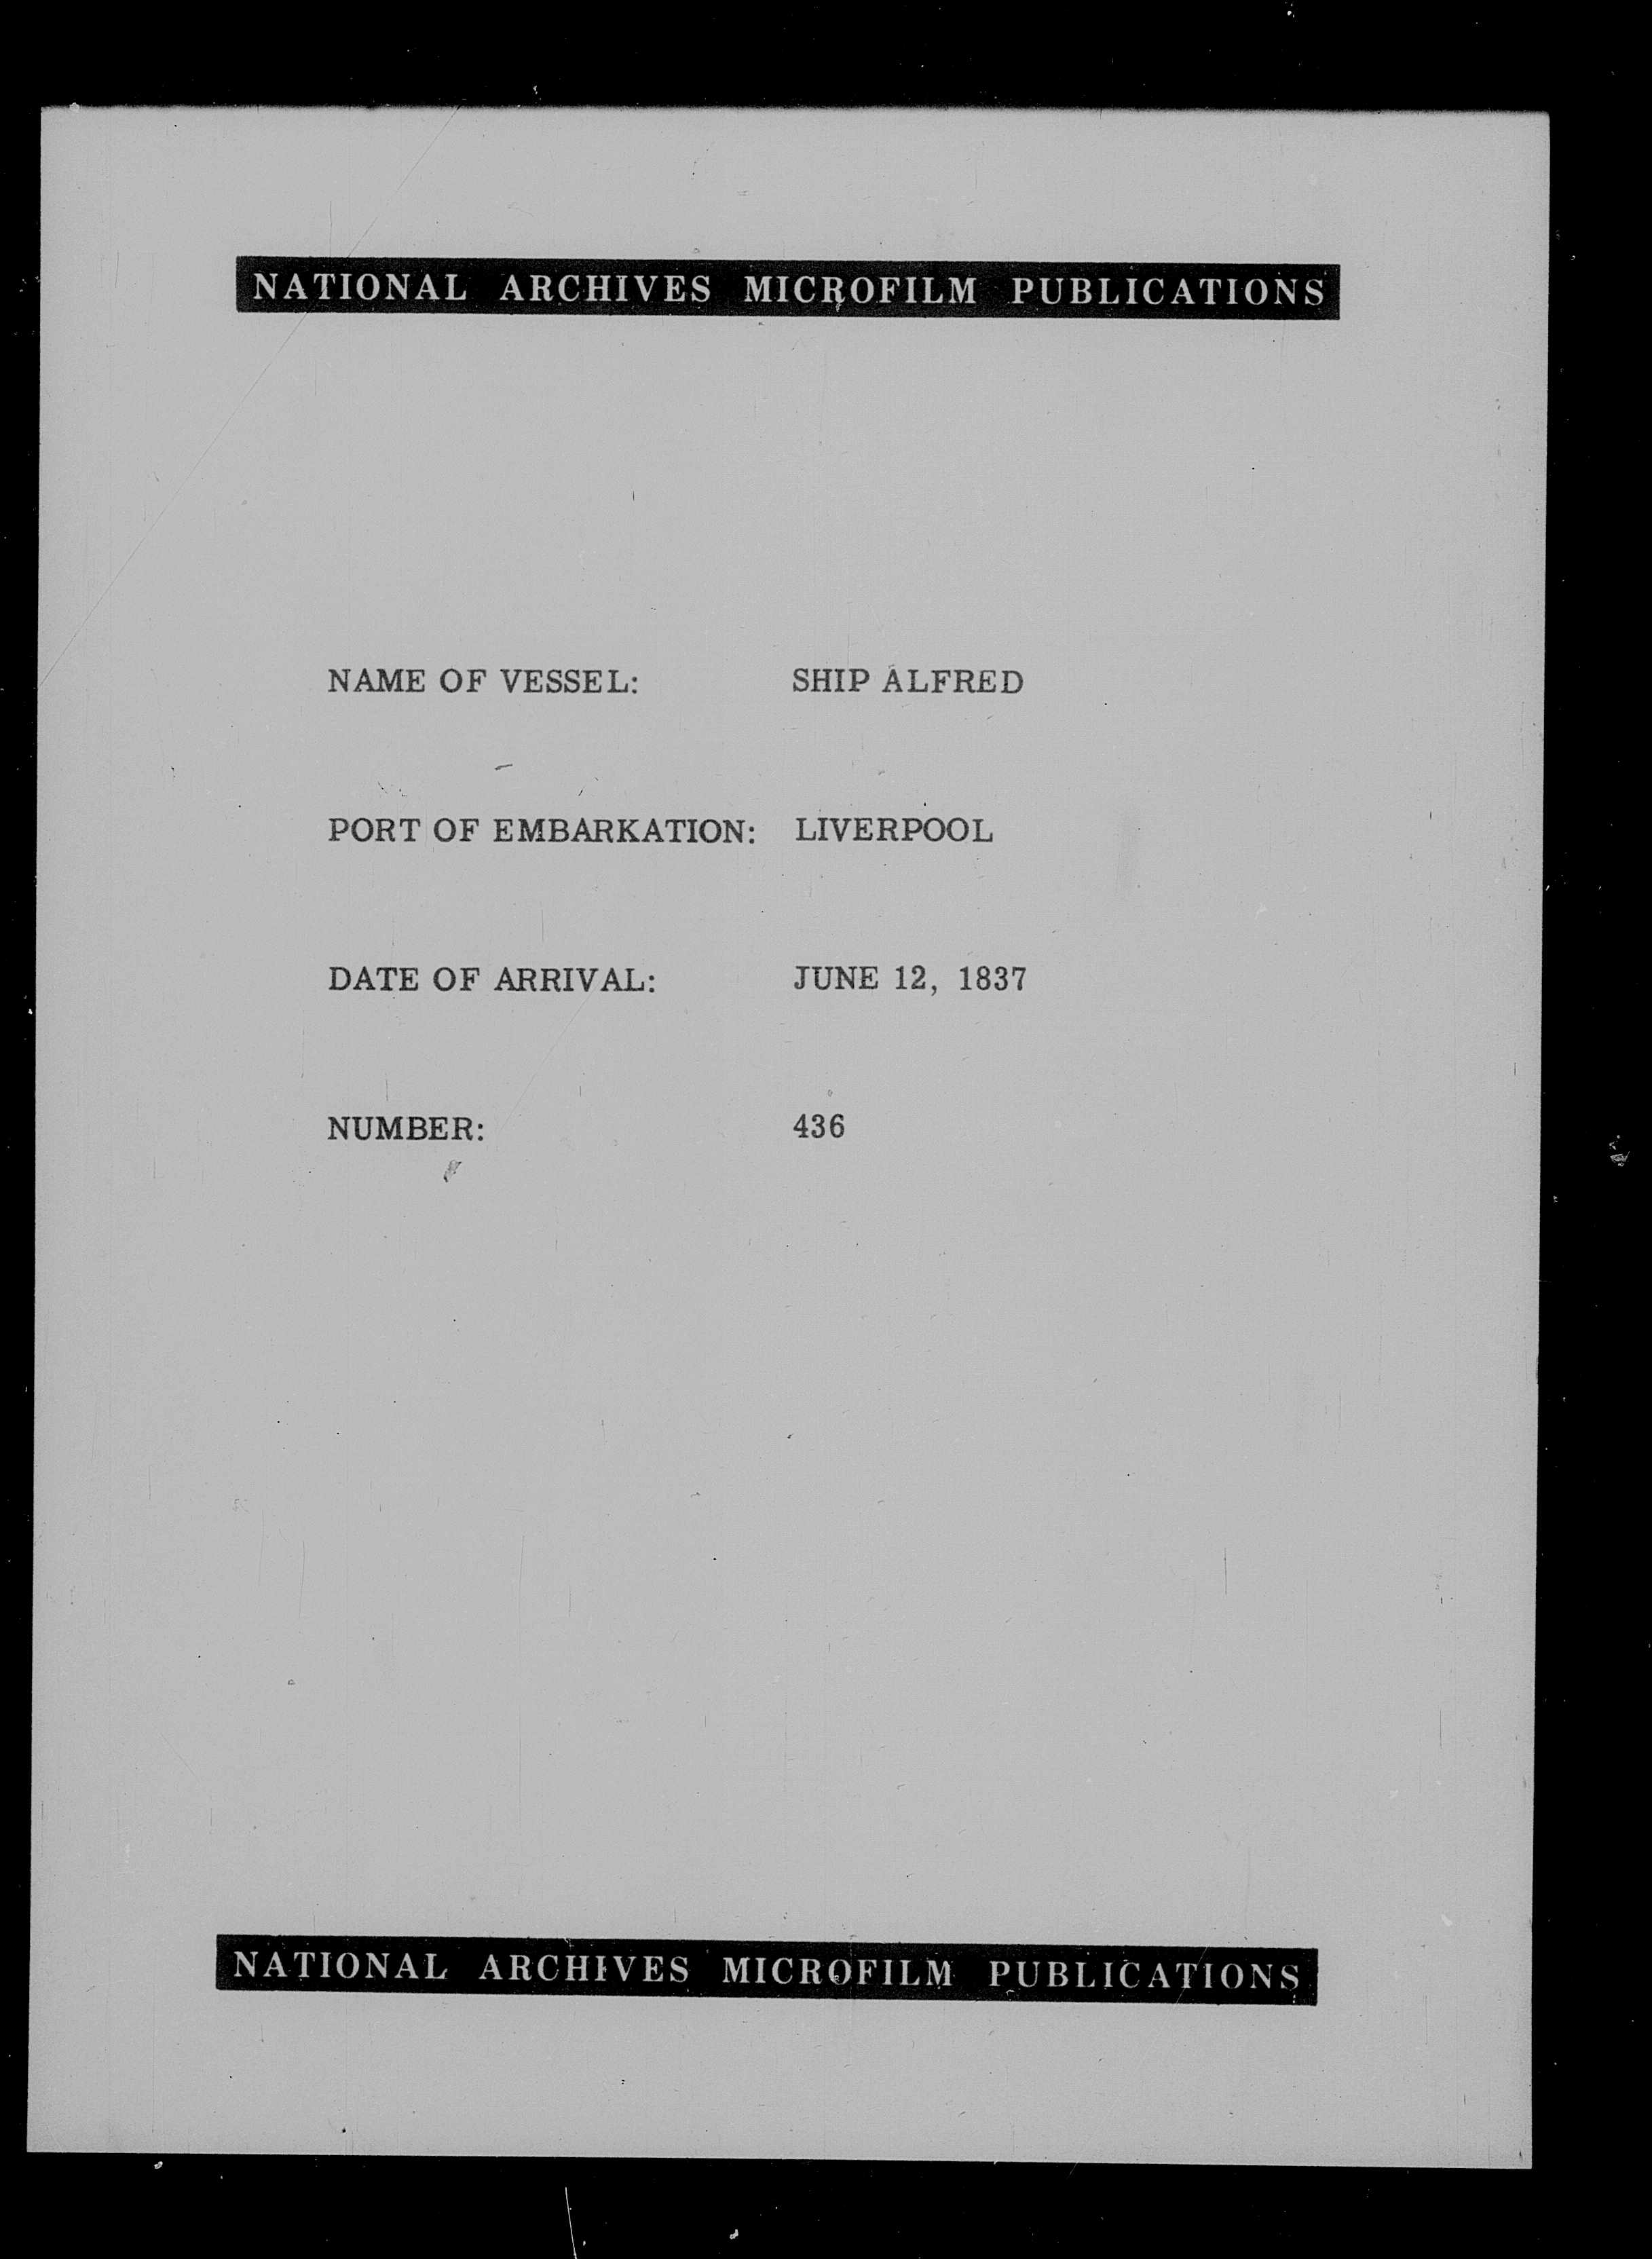 NATIONAL ARCHIVES MICROFILM PUBLICATIONS
NAME OF VESSEL: SHIP ALFRED
PORT OF EMBARKATION: LIVERPOOL
DATE OF ARRIVAL: JUNE 12, 1837
NUMBER: 436
NATIONAL ARCHIVES MICROFILM PUBLICATIONS